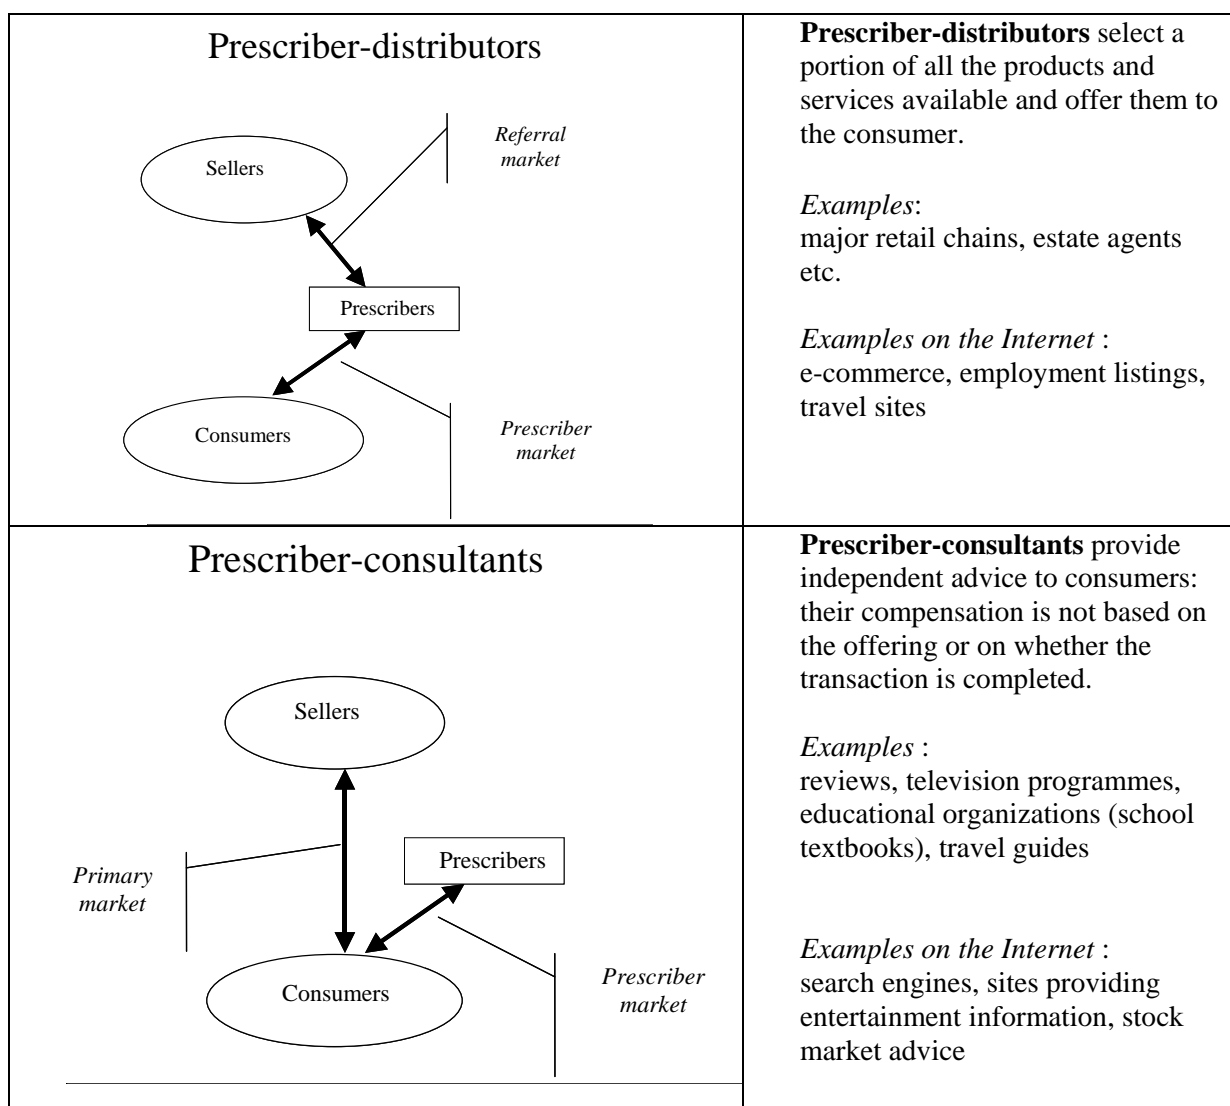 Prescriber-distributors
Referral
market
Sellers
Prescribers
Consumers
Prescriber
market
Prescriber-distributors select a
portion of all the products and
services available and offer them to
the consumer.
Examples:
major retail chains, estate agents
etc.
Examples on the Internet :
e-commerce, employment listings,
travel sites
Prescriber-consultants
Sellers
Prescribers
Primary
market
Consumers
Prescriber
market
Prescriber-consultants provide
independent advice to consumers:
their compensation is not based on
the offering or on whether the
transaction is completed.
Examples :
reviews, television programmes,
educational organizations (school
textbooks), travel guides
Examples on the Internet :
search engines, sites providing
entertainment information, stock
market advice